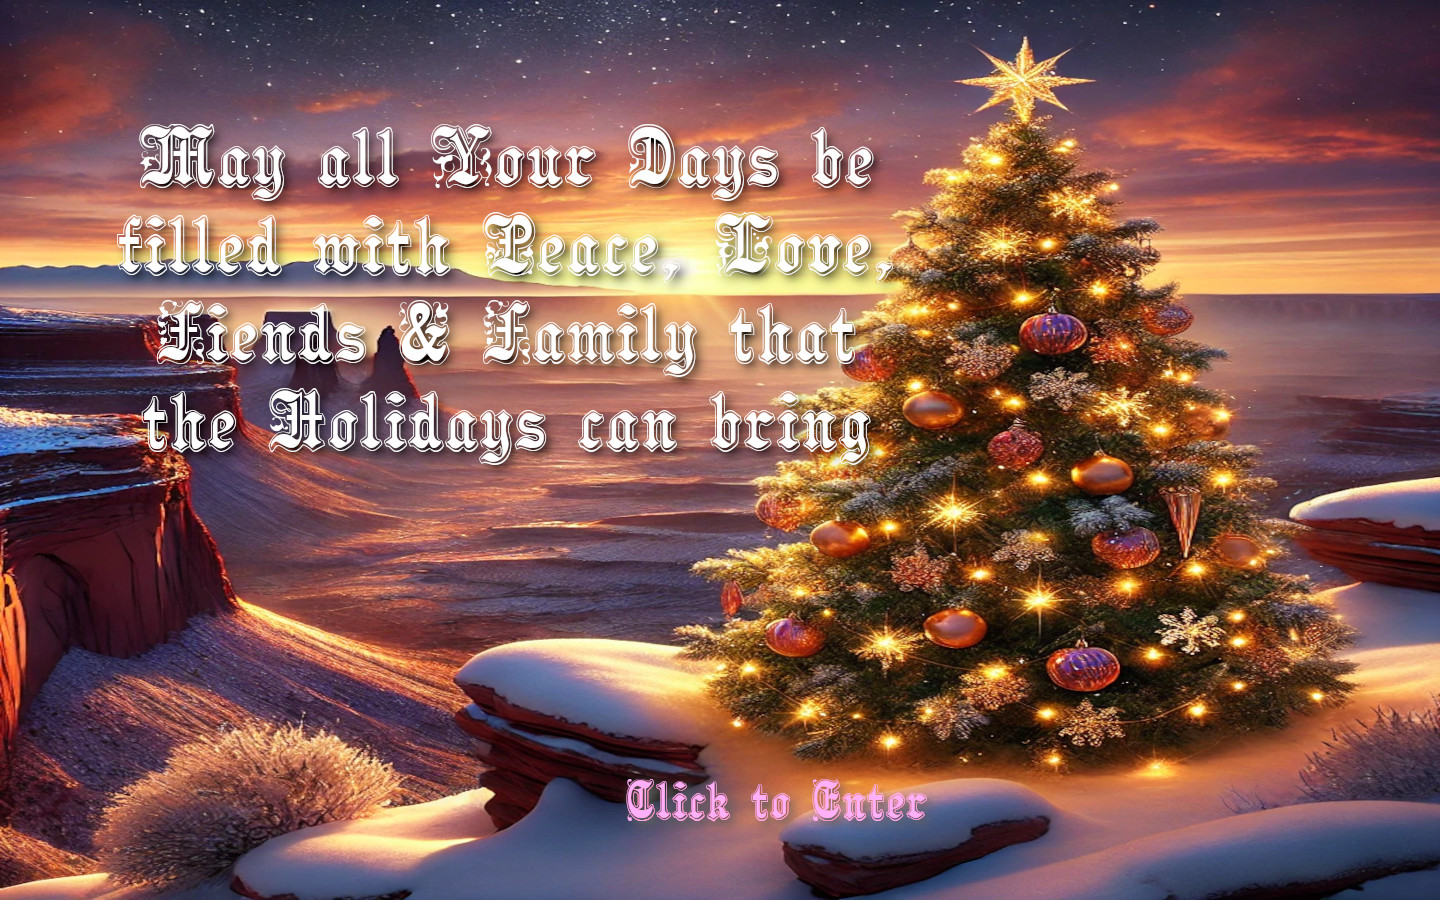 May all Your Days be
filled with Peace, Love,
Fiends & Family that
the Holidays can bring
Click to Enter